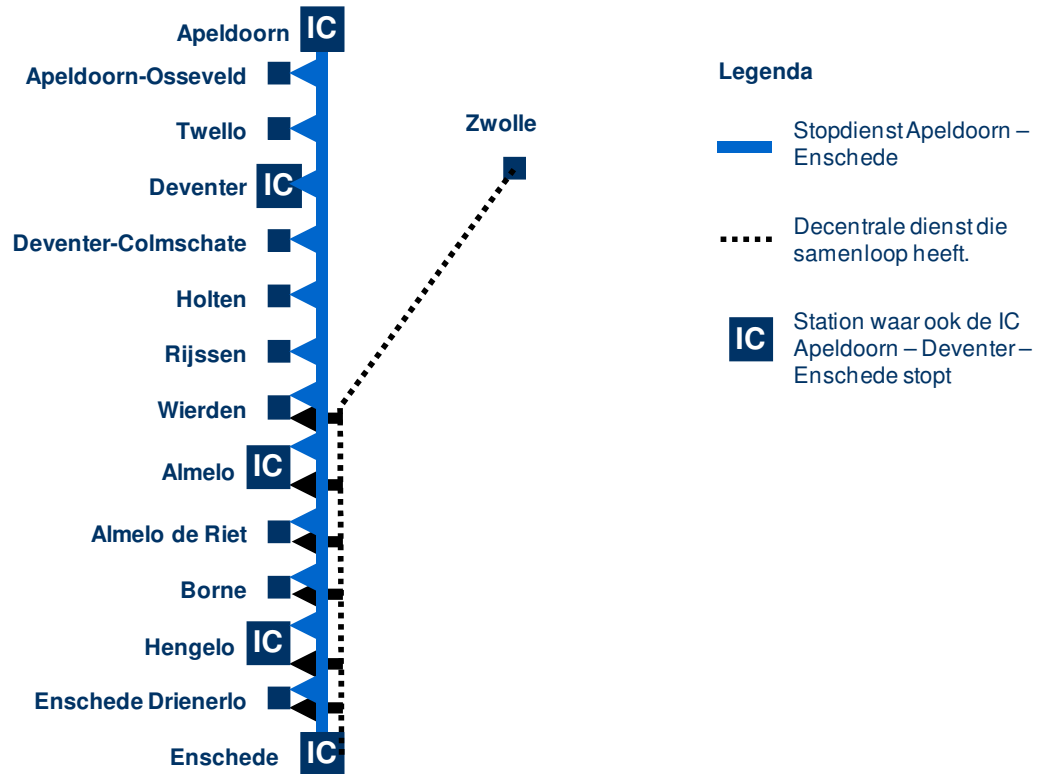 Apeldoorn IC
Apeldoorn-Osseveld
Twello
Deventer IC
Deventer-Colmschate
Holten
Rijssen
Wierden
Almelo IC
Almelo de Riet
Borne
Hengelo IC
Enschede Drienerlo
Enschede IC
Zwolle
Legenda
Stopdienst Apeldoorn –
Enschede
Decentrale dienst die
samenloop heeft.
IC
Station waar ook de IC
Apeldoorn – Deventer –
Enschede stopt